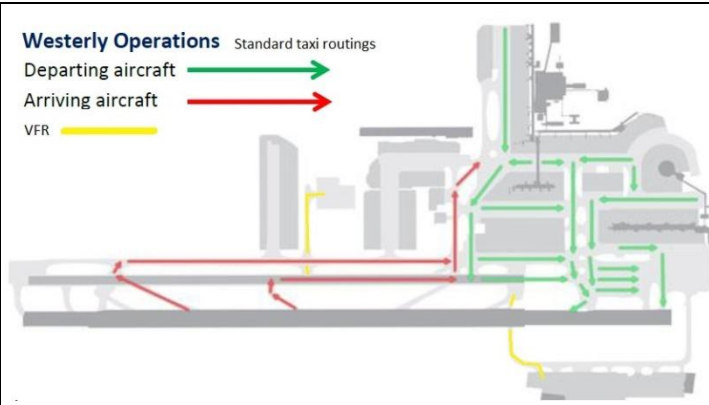 Westerly Operations Standard taxi routings
Departing aircraft
Arriving aircraft
VFR